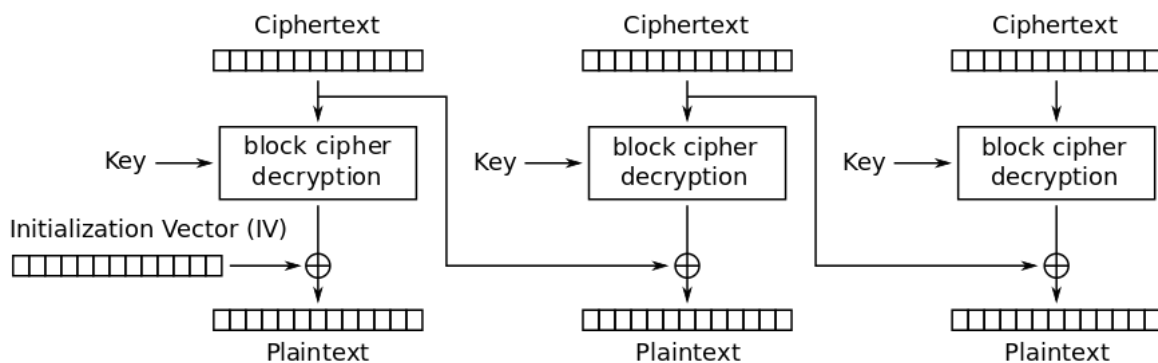 Ciphertext
Ciphertext
Ciphertext
Key
block cipher
decryption
Key
block cipher
decryption
Key
block cipher
decryption
Initialization Vector (IV)
Plaintext
Plaintext
Plaintext